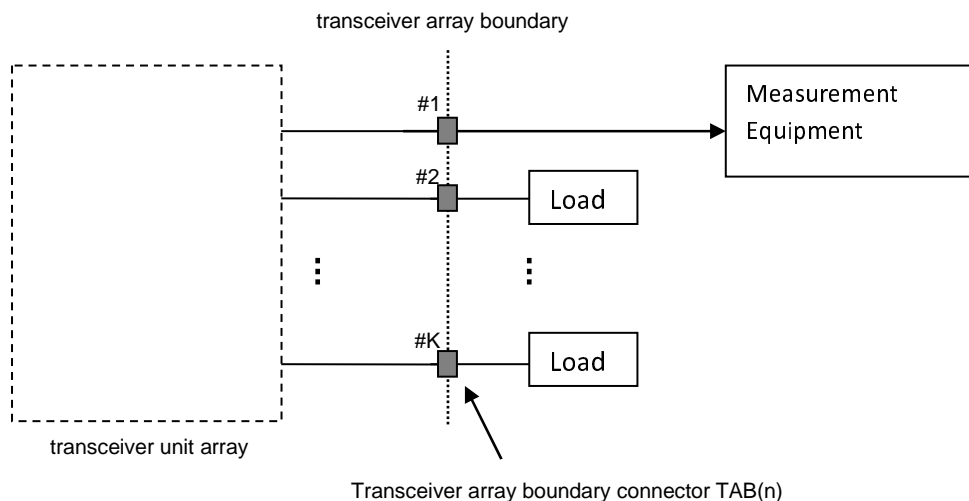 transceiver array boundary
#1
Measurement
Equipment
#2
Load
#K
Load
transceiver unit array
Transceiver array boundary connector TAB(n)